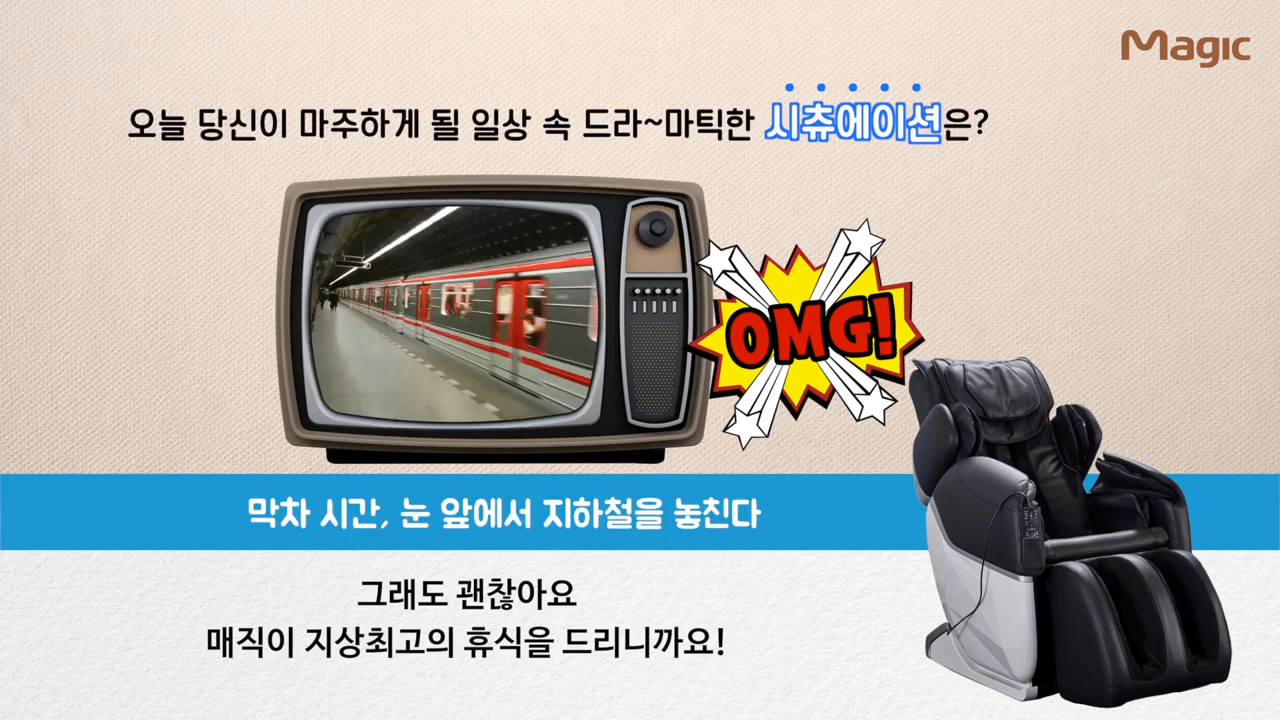 Magic
오늘 당신이 마주하게 될 일상 속 드라~마틱한 시츄에이션은?
OMG!
막차 시간, 눈 앞에서 지하철을 놓친다
그래도 괜찮아요
매직이 지상최고의 휴식을 드리니까요!